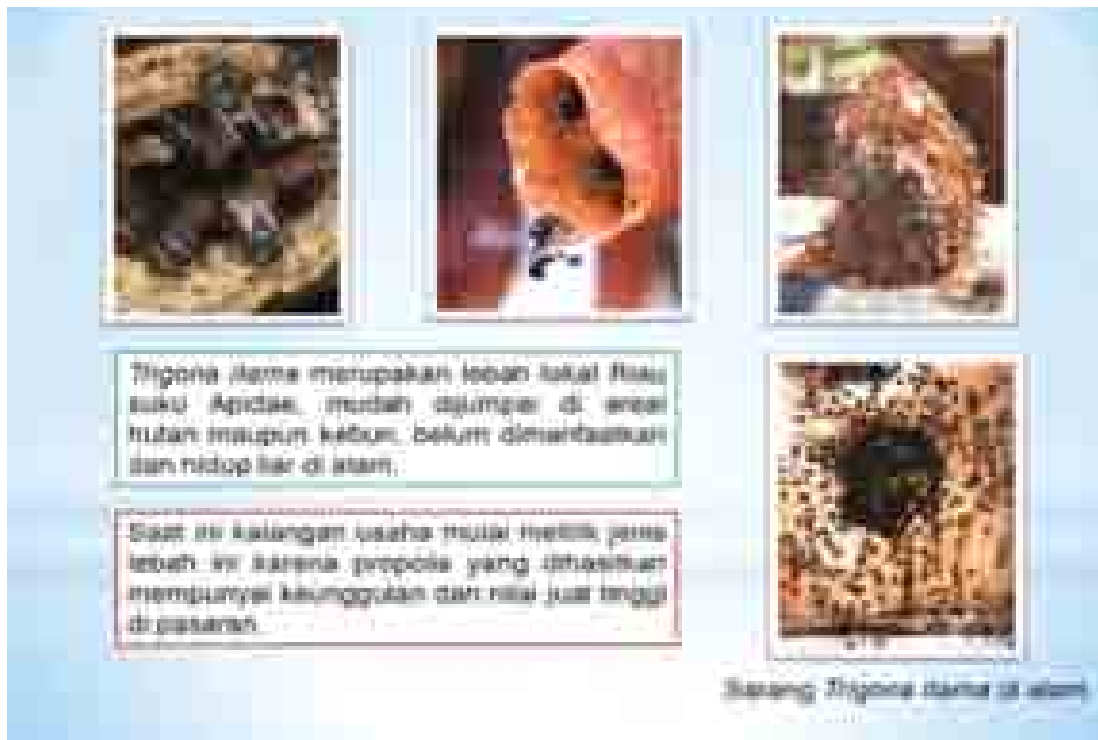 Trigona itama merupakan lebah lokal Riau
suku Apidae, mudah dijumpai di areal
hutan maupun kebun, belum dimanfaatkan
dan hidup liar di alam.
Saat ini kalangan usaha mulai melirik jenis
lebah ini karena propolis yang dihasilkan
mempunyai keunggulan dan nilai jual tinggi
di pasaran.
Sarang Trigona itama di alam